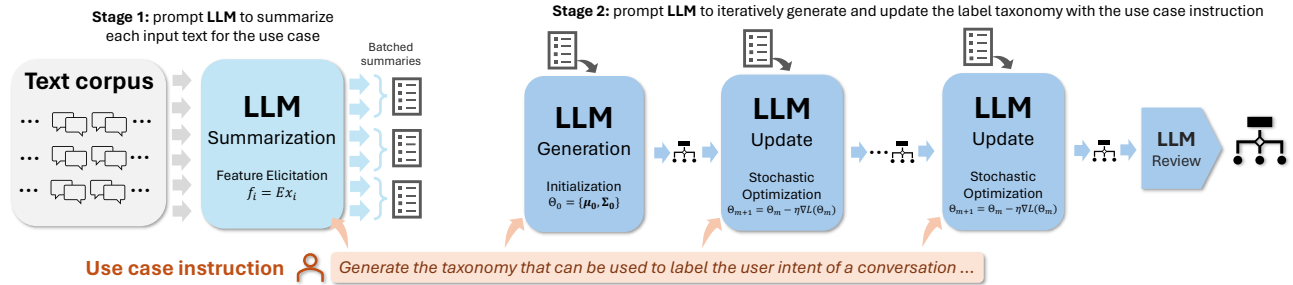 Stage 1: prompt LLM to summarize
each input text for the use case
Stage 2: prompt LLM to iteratively generate and update the label taxonomy with the use case instruction
Text corpus
...
...
...
...
...
...
LLM
Summarization
Feature Elicitation
f_i = Ex_i
Batched
summaries
LLM
Generation
Initialization
Θ_0 = {μ_0, Σ_0}
LLM
Update
Stochastic
Optimization
Θ_{m+1} = Θ_m − η∇L(Θ_m)
...
LLM
Update
Stochastic
Optimization
Θ_{m+1} = Θ_m − η∇L(Θ_m)
LLM
Review
Use case instruction
Generate the taxonomy that can be used to label the user intent of a conversation ...